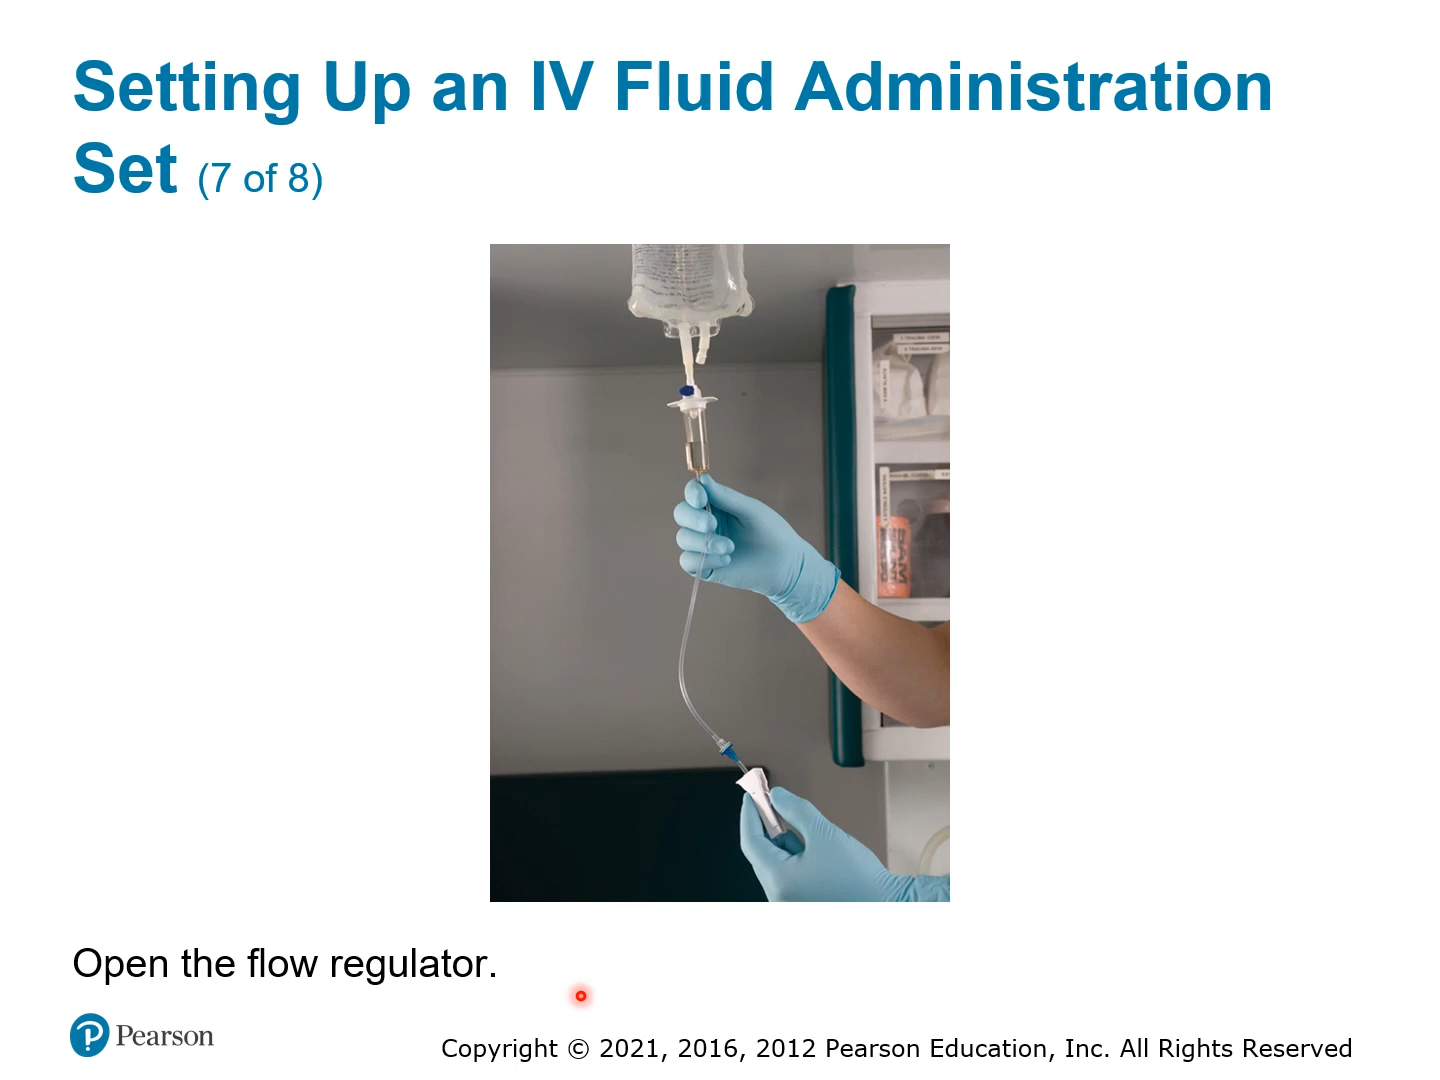 Setting Up an IV Fluid Administration
Set (7 of 8)
Open the flow regulator.
Pearson
Copyright © 2021, 2016, 2012 Pearson Education, Inc. All Rights Reserved